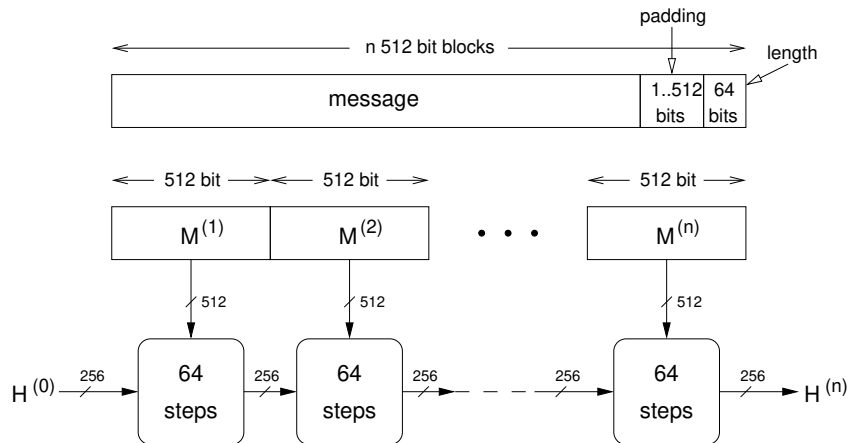 padding
n 512 bit blocks
length
message
1..512 bits
64 bits
512 bit 512 bit 512 bit
M(1) M(2) • • • M(n)
512 512 512
H(0) 256 64 steps 256 64 steps 256 256 64 steps 256 H(n)